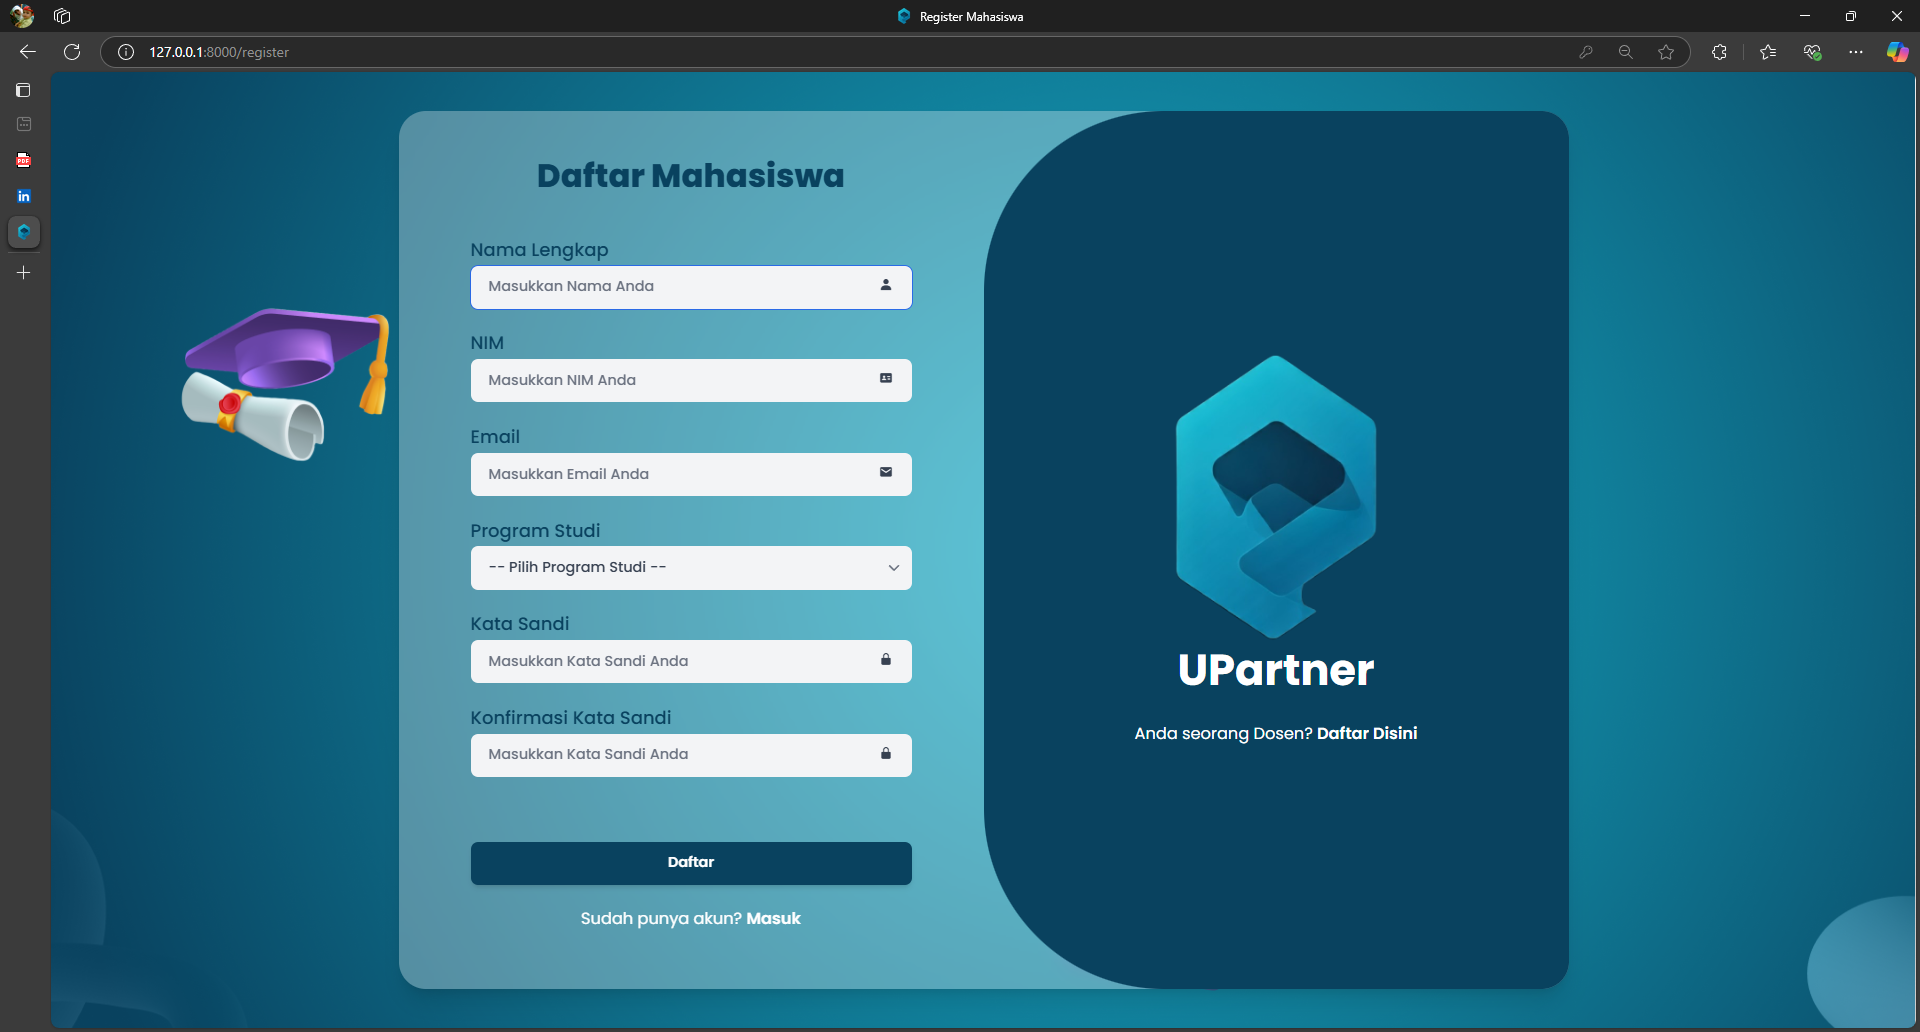 Register Mahasiswa
127.0.0.1:8000/register
PDF
in
Daftar Mahasiswa
Nama Lengkap
Masukkan Nama Anda
NIM
Masukkan NIM Anda
Email
Masukkan Email Anda
Program Studi
-- Pilih Program Studi --
Kata Sandi
Masukkan Kata Sandi Anda
Konfirmasi Kata Sandi
Masukkan Kata Sandi Anda
Daftar
Sudah punya akun? Masuk
UPartner
Anda seorang Dosen? Daftar Disini